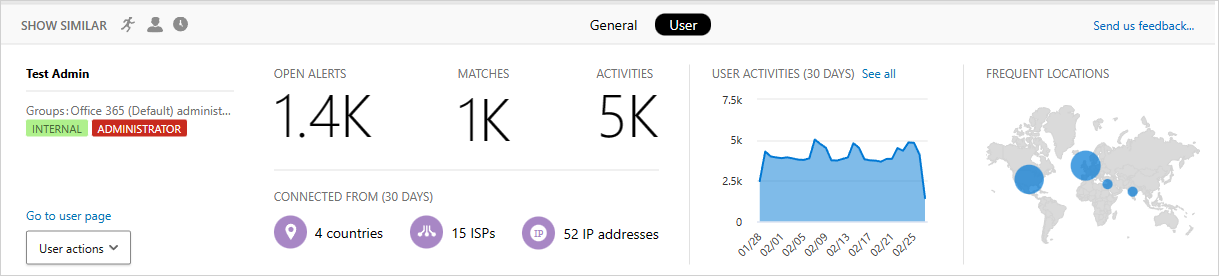 SHOW SIMILAR
General
User
Send us feedback...
Test Admin
Groups: Office 365 (Default) administ...
INTERNAL
ADMINISTRATOR
Go to user page
User actions
OPEN ALERTS
1.4K
MATCHES
1K
ACTIVITIES
5K
CONNECTED FROM (30 DAYS)
4 countries
15 ISPs
IP
52 IP addresses
USER ACTIVITIES (30 DAYS) See all
7.5k
5k
2.5k
0
01/28
02/01
02/05
02/09
02/13
02/17
02/21
02/25
FREQUENT LOCATIONS